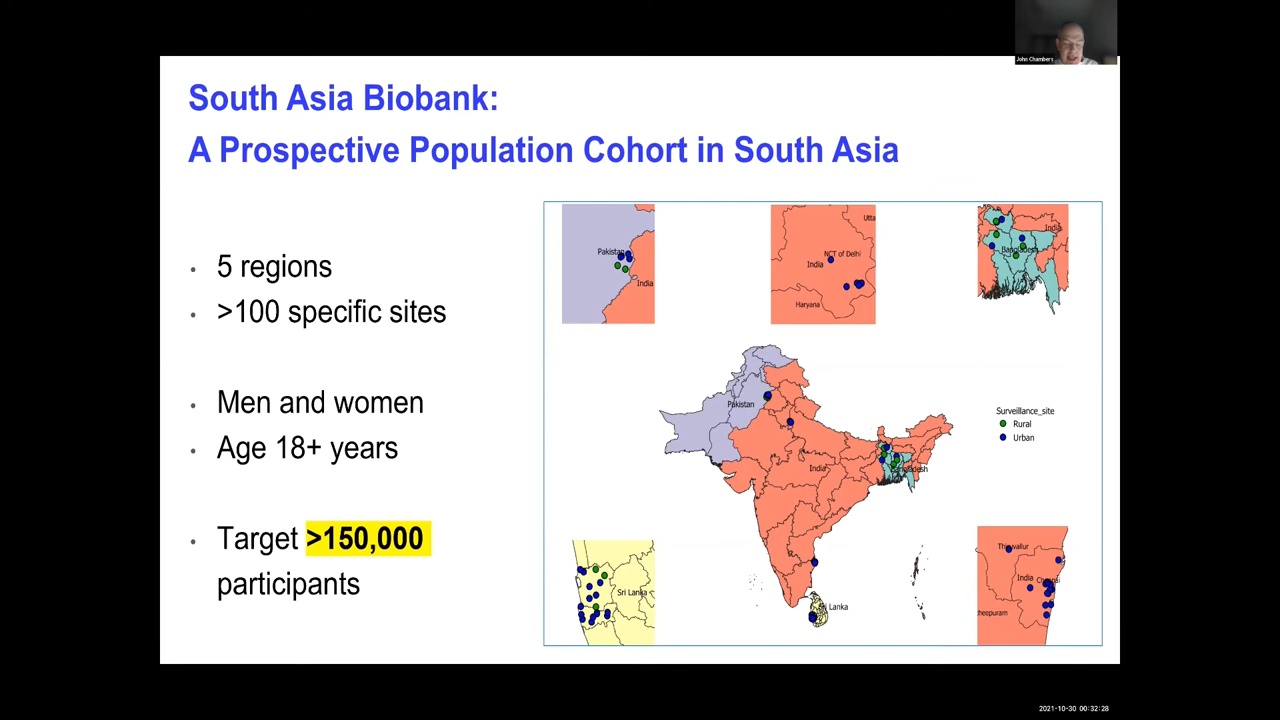 John Chambers
South Asia Biobank:
A Prospective Population Cohort in South Asia
• 5 regions
• >100 specific sites
• Men and women
• Age 18+ years
• Target >150,000
participants
Pakistan
India
Utta
NCT of Delhi
India
Haryana
India
Bangladesh
Pakistan
India
Bangladesh
Sri Lanka
Surveillance_site
Rural
Urban
Sri Lanka
India
Chennai
heepuram
2021-10-30 00:32:28